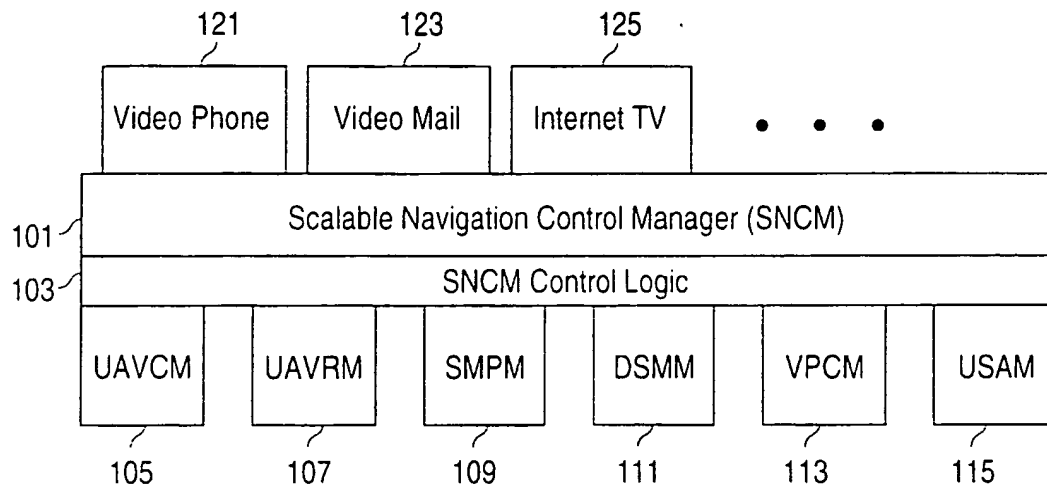 121 123 125
Video Phone Video Mail Internet TV • • •
101 Scalable Navigation Control Manager (SNCM)
103 SNCM Control Logic
UAVCM UAVRM SMPM DSMM VPCM USAM
105 107 109 111 113 115